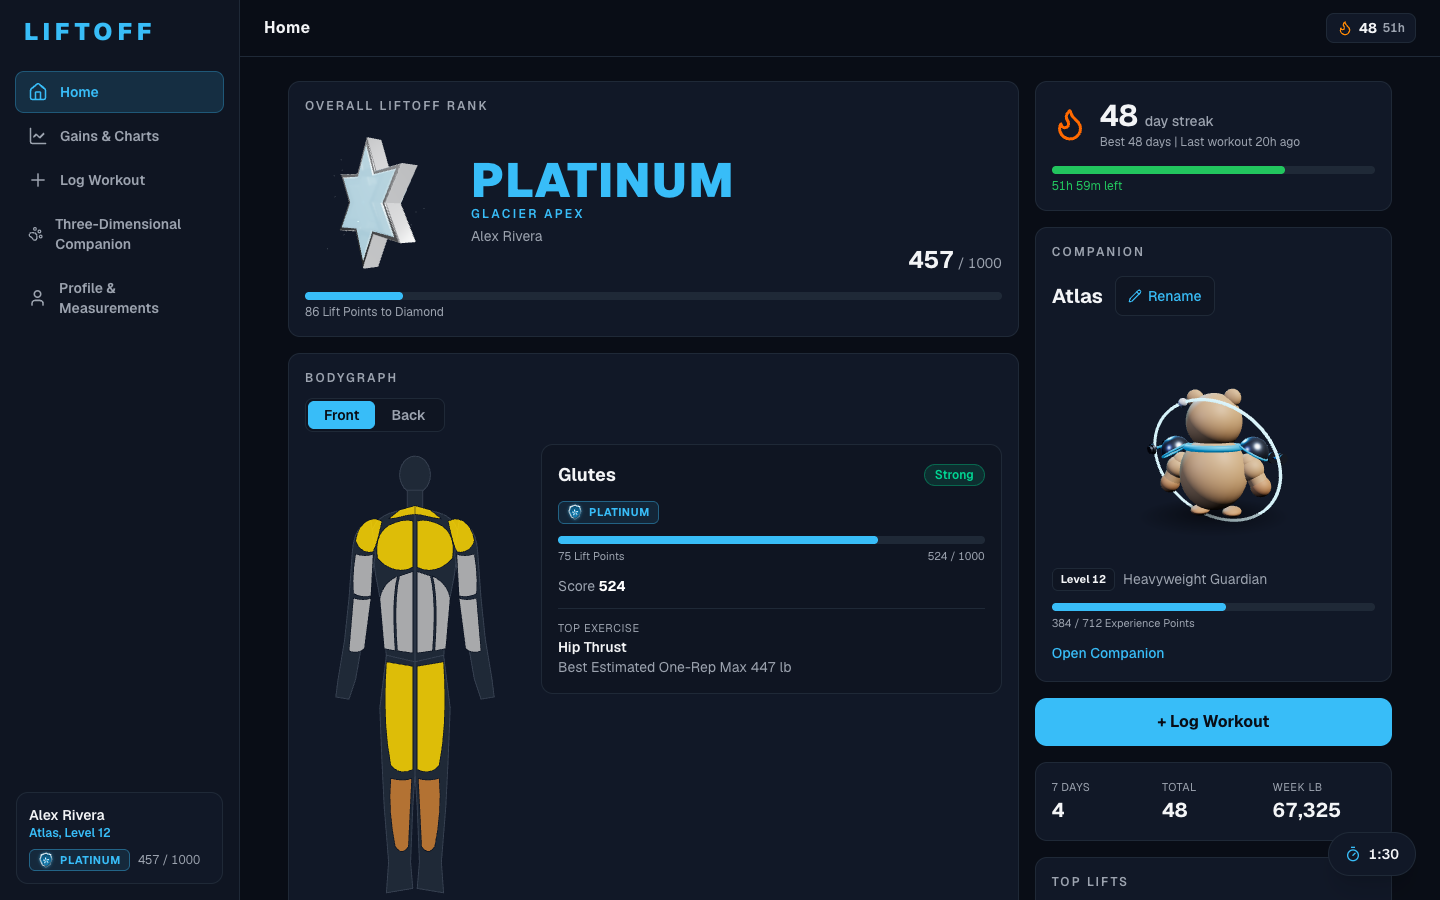 LIFTOFF
Home
Gains & Charts
Log Workout
Three-Dimensional
Companion
Profile &
Measurements
Alex Rivera
Atlas, Level 12
PLATINUM 457 / 1000
Home
48 51h
OVERALL LIFTOFF RANK
PLATINUM
GLACIER APEX
Alex Rivera
457 / 1000
86 Lift Points to Diamond
BODYGRAPH
Front Back
Glutes Strong
PLATINUM
75 Lift Points 524 / 1000
Score 524
TOP EXERCISE
Hip Thrust
Best Estimated One-Rep Max 447 lb
48 day streak
Best 48 days | Last workout 20h ago
51h 59m left
COMPANION
Atlas Rename
Level 12 Heavyweight Guardian
384 / 712 Experience Points
Open Companion
+ Log Workout
7 DAYS TOTAL WEEK LB
4 48 67,325
1:30
TOP LIFTS